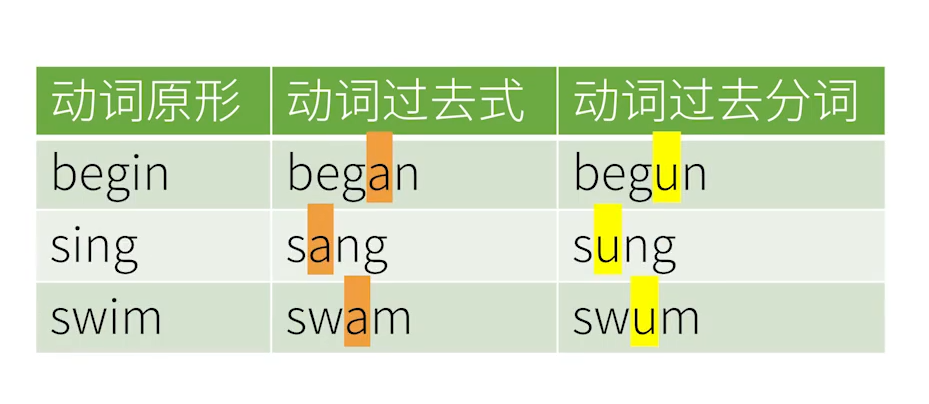 动词原形 动词过去式 动词过去分词
begin began begun
sing sang sung
swim swam swum